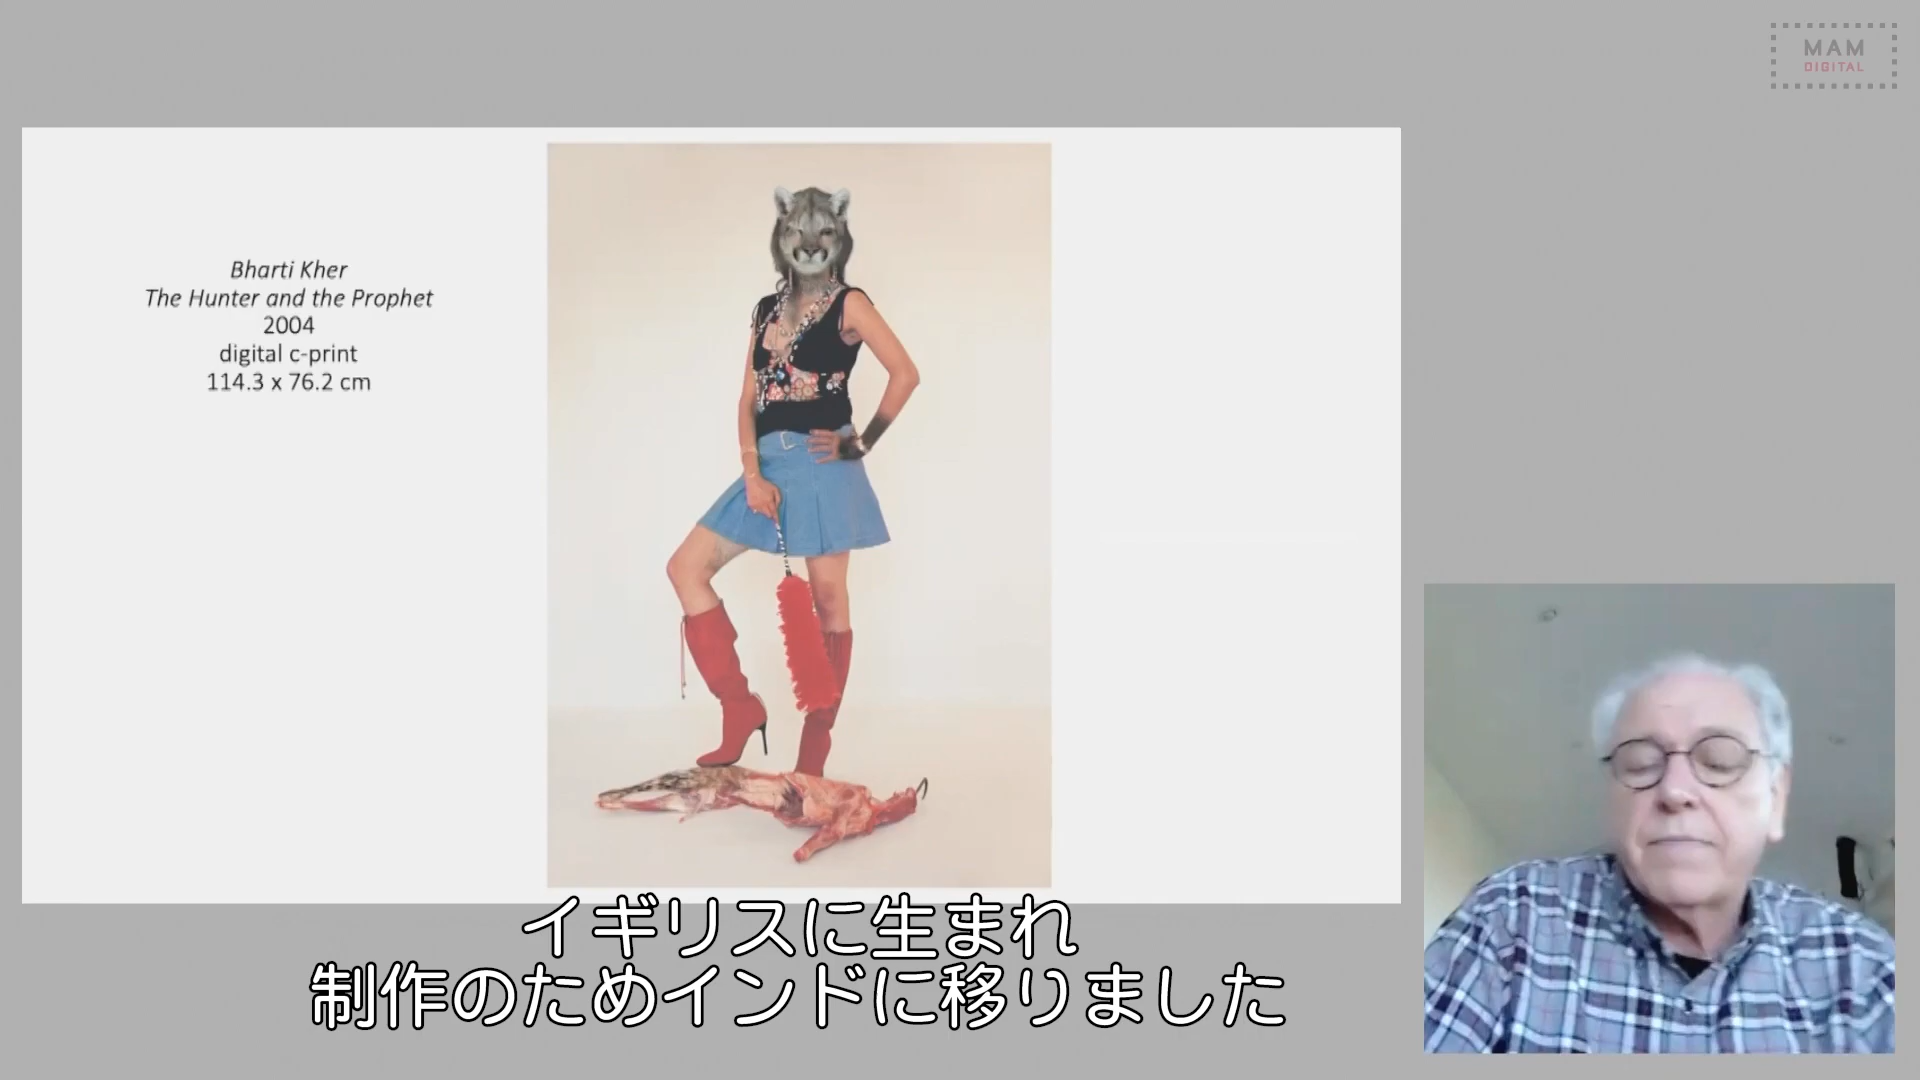 MAM
DIGITAL
Bharti Kher
The Hunter and the Prophet
2004
digital c-print
114.3 x 76.2 cm
イギリスに生まれ
制作のためインドに移りました